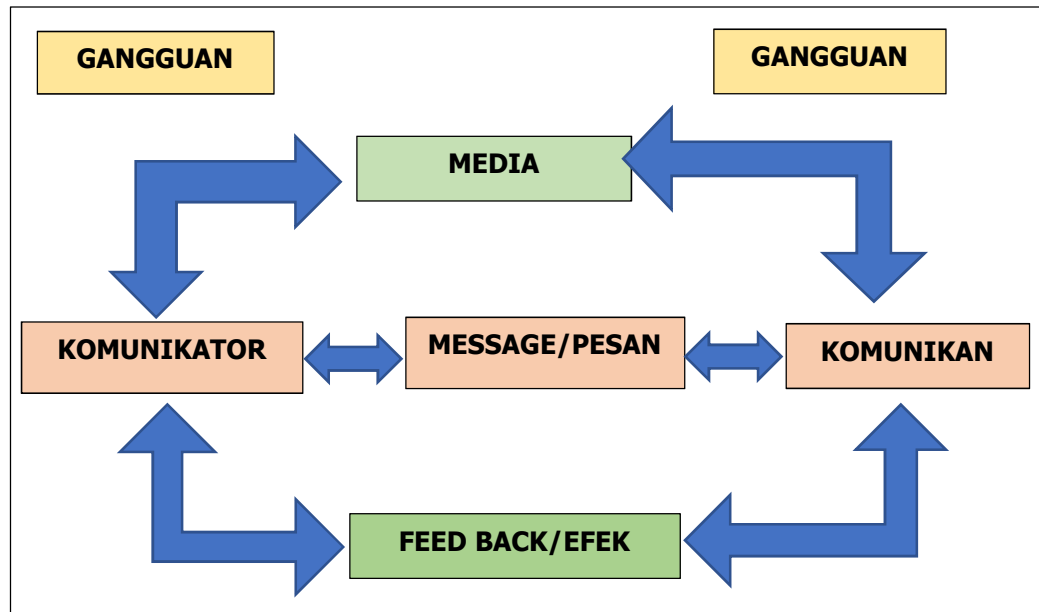 GANGGUAN
GANGGUAN
MEDIA
KOMUNIKATOR
MESSAGE/PESAN
KOMUNIKAN
FEED BACK/EFEK